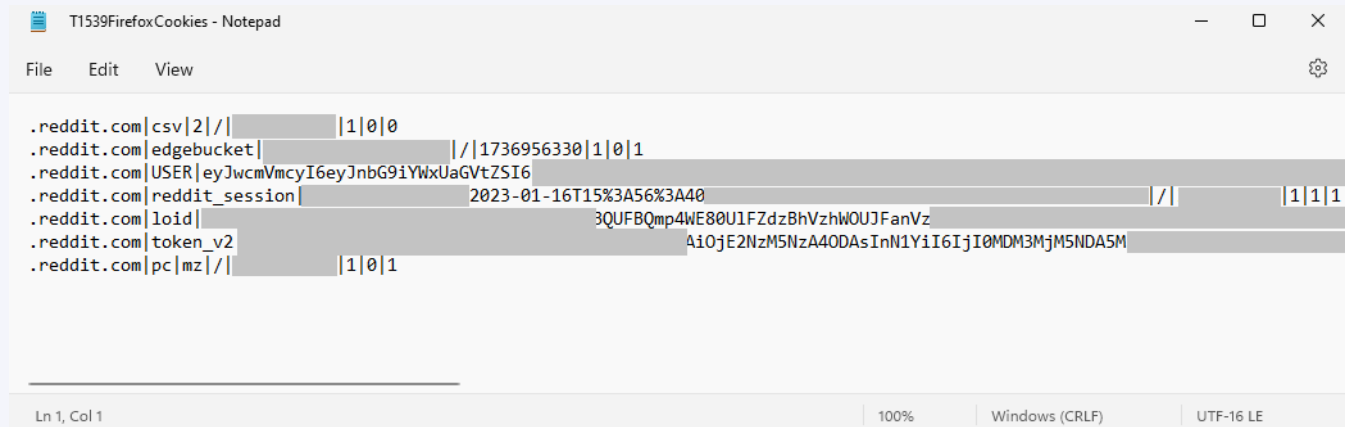 T1539FirefoxCookies - Notepad
File Edit View
.reddit.com|csv|2|/| |1|0|0
.reddit.com|edgebucket| |/|1736956330|1|0|1
.reddit.com|USER|eyJwcmVmcyI6eyJnbG9iYWxUaGVtZSI6
.reddit.com|reddit_session| 2023-01-16T15%3A56%3A40 |/| |1|1|1
.reddit.com|loid| BQUFBQmp4WE80UlFZdzBhVzhWOUJFanVz
.reddit.com|token_v2 AiOjE2NzM5NzA4ODAsInN1YiI6IjI0MDM3MjM5NDA5M
.reddit.com|pc|mz|/| |1|0|1
Ln 1, Col 1 100% Windows (CRLF) UTF-16 LE